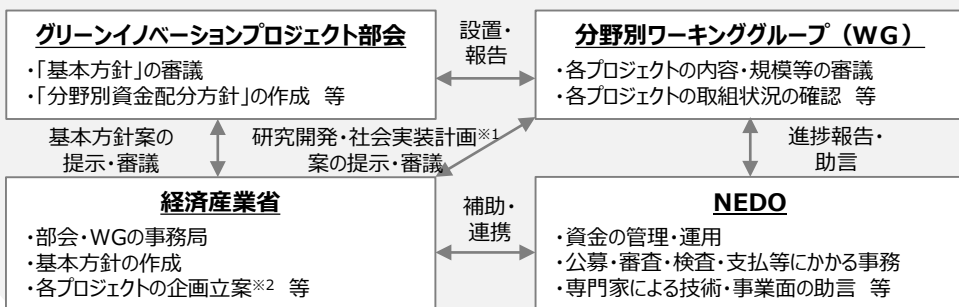 グリーンイノベーションプロジェクト部会
・「基本方針」の審議
・「分野別資金配分方針」の作成 等
設置・
報告
分野別ワーキンググループ（WG）
・各プロジェクトの内容・規模等の審議
・各プロジェクトの取組状況の確認 等
基本方針案の
提示・審議
研究開発・社会実装計画※1
案の提示・審議
進捗報告・
助言
経済産業省
・部会・WGの事務局
・基本方針の作成
・各プロジェクトの企画立案※2 等
補助・
連携
NEDO
・資金の管理・運用
・公募・審査・検査・支払等にかかる事務
・専門家による技術・事業面の助言 等